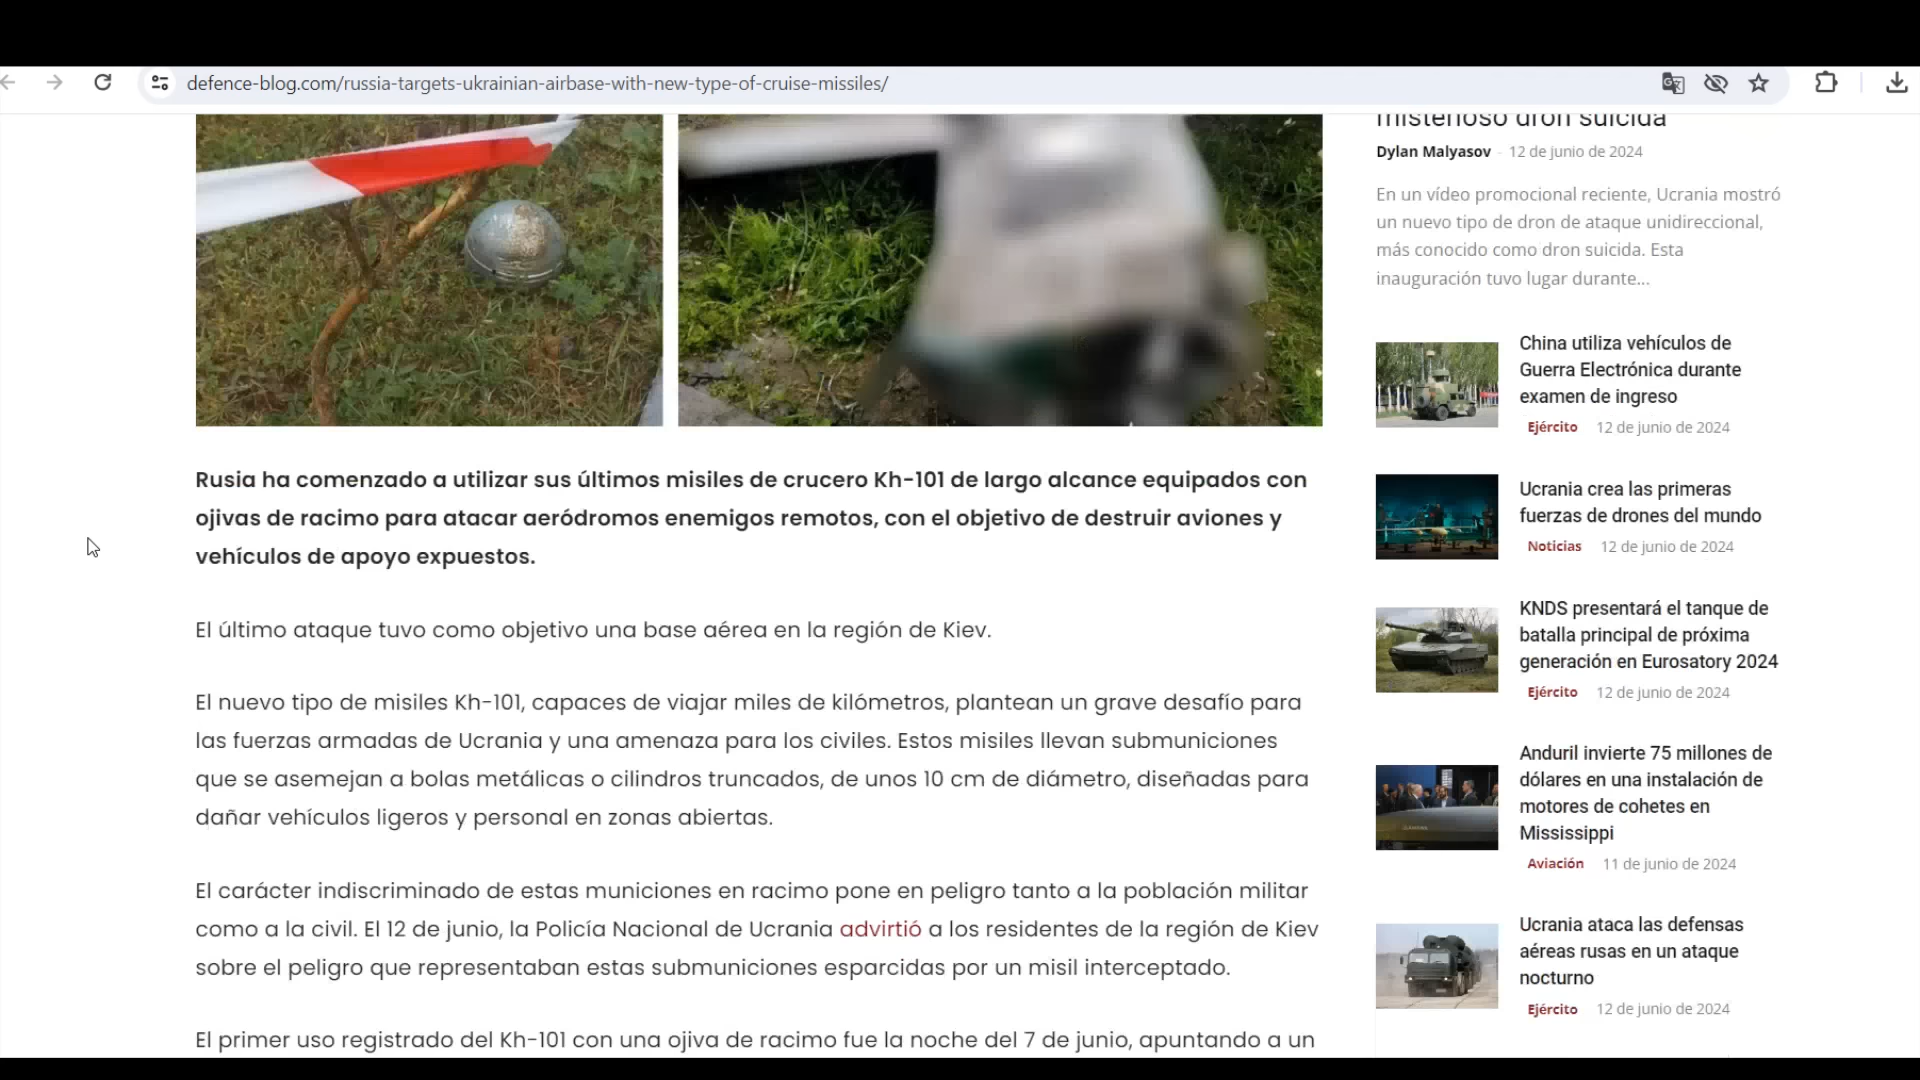 defence-blog.com/russia-targets-ukrainian-airbase-with-new-type-of-cruise-missiles/
Rusia ha comenzado a utilizar sus últimos misiles de crucero Kh-101 de largo alcance equipados con
ojivas de racimo para atacar aeródromos enemigos remotos, con el objetivo de destruir aviones y
vehículos de apoyo expuestos.
El último ataque tuvo como objetivo una base aérea en la región de Kiev.
El nuevo tipo de misiles Kh-101, capaces de viajar miles de kilómetros, plantean un grave desafío para
las fuerzas armadas de Ucrania y una amenaza para los civiles. Estos misiles llevan submuniciones
que se asemejan a bolas metálicas o cilindros truncados, de unos 10 cm de diámetro, diseñadas para
dañar vehículos ligeros y personal en zonas abiertas.
El carácter indiscriminado de estas municiones en racimo pone en peligro tanto a la población militar
como a la civil. El 12 de junio, la Policía Nacional de Ucrania advirtió a los residentes de la región de Kiev
sobre el peligro que representaban estas submuniciones esparcidas por un misil interceptado.
El primer uso registrado del Kh-101 con una ojiva de racimo fue la noche del 7 de junio, apuntando a un
misterioso dron suicida
Dylan Malyasov - 12 de junio de 2024
En un vídeo promocional reciente, Ucrania mostró
un nuevo tipo de dron de ataque unidireccional,
más conocido como dron suicida. Esta
inauguración tuvo lugar durante...
China utiliza vehículos de
Guerra Electrónica durante
examen de ingreso
Ejército 12 de junio de 2024
Ucrania crea las primeras
fuerzas de drones del mundo
Noticias 12 de junio de 2024
KNDS presentará el tanque de
batalla principal de próxima
generación en Eurosatory 2024
Ejército 12 de junio de 2024
Anduril invierte 75 millones de
dólares en una instalación de
motores de cohetes en
Mississippi
Aviación 11 de junio de 2024
Ucrania ataca las defensas
aéreas rusas en un ataque
nocturno
Ejército 12 de junio de 2024